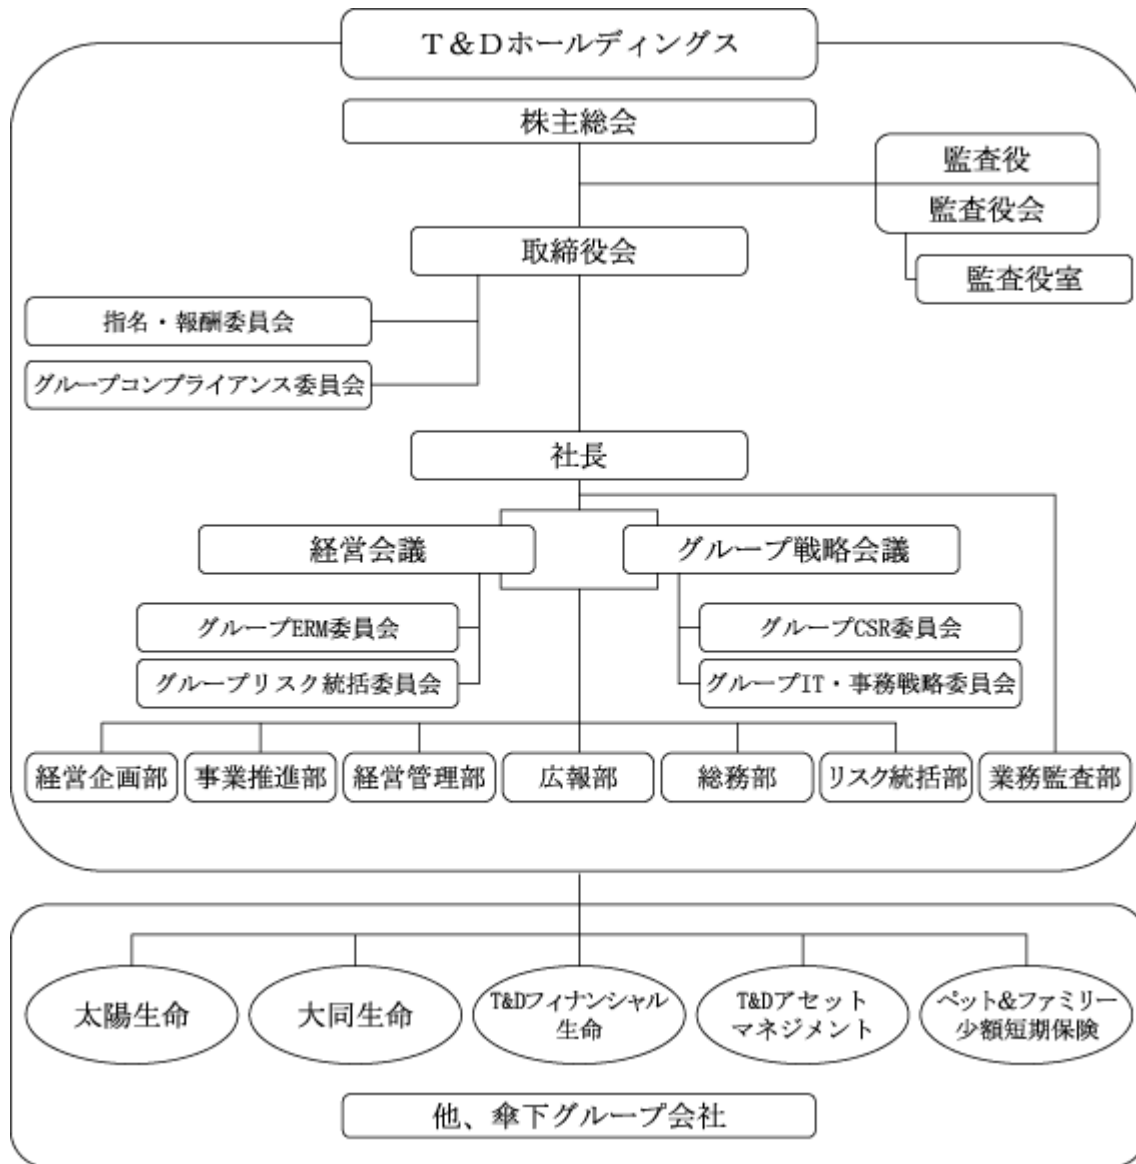 T&Dホールディングス
株主総会
監査役
監査役会
取締役会
監査役室
指名・報酬委員会
グループコンプライアンス委員会
社長
経営会議
グループ戦略会議
グループERM委員会
グループCSR委員会
グループリスク統括委員会
グループIT・事務戦略委員会
経営企画部
事業推進部
経営管理部
広報部
総務部
リスク統括部
業務監査部
太陽生命
大同生命
T&Dフィナンシャル
生命
T&Dアセット
マネジメント
ペット&ファミリー
少額短期保険
他、傘下グループ会社